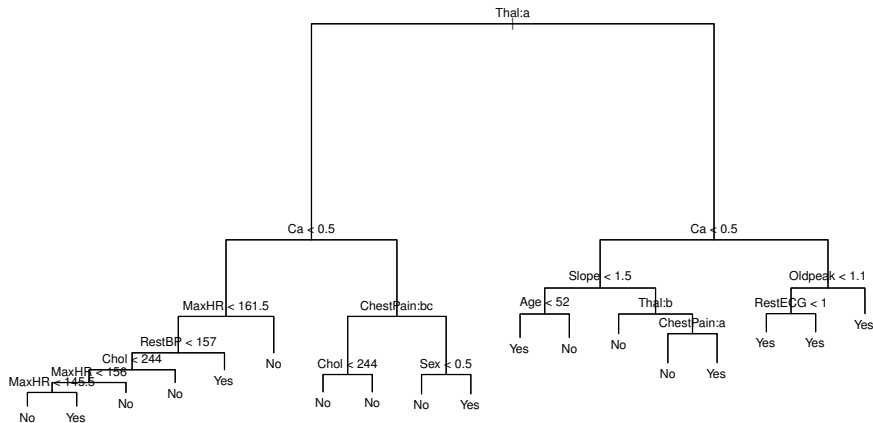 Thal:a
Ca < 0.5
Ca < 0.5
Slope < 1.5
Oldpeak < 1.1
MaxHR < 161.5
ChestPain:bc
Age < 52
Thal:b
RestECG < 1
ChestPain:a
Yes
RestBP < 157
Yes
No
No
Yes
Yes
Chol < 244
No
Chol < 244
Sex < 0.5
No
Yes
MaxHR < 156
MaxHR < 145.5
Yes
No
No
No
No
No
Yes
No
Yes